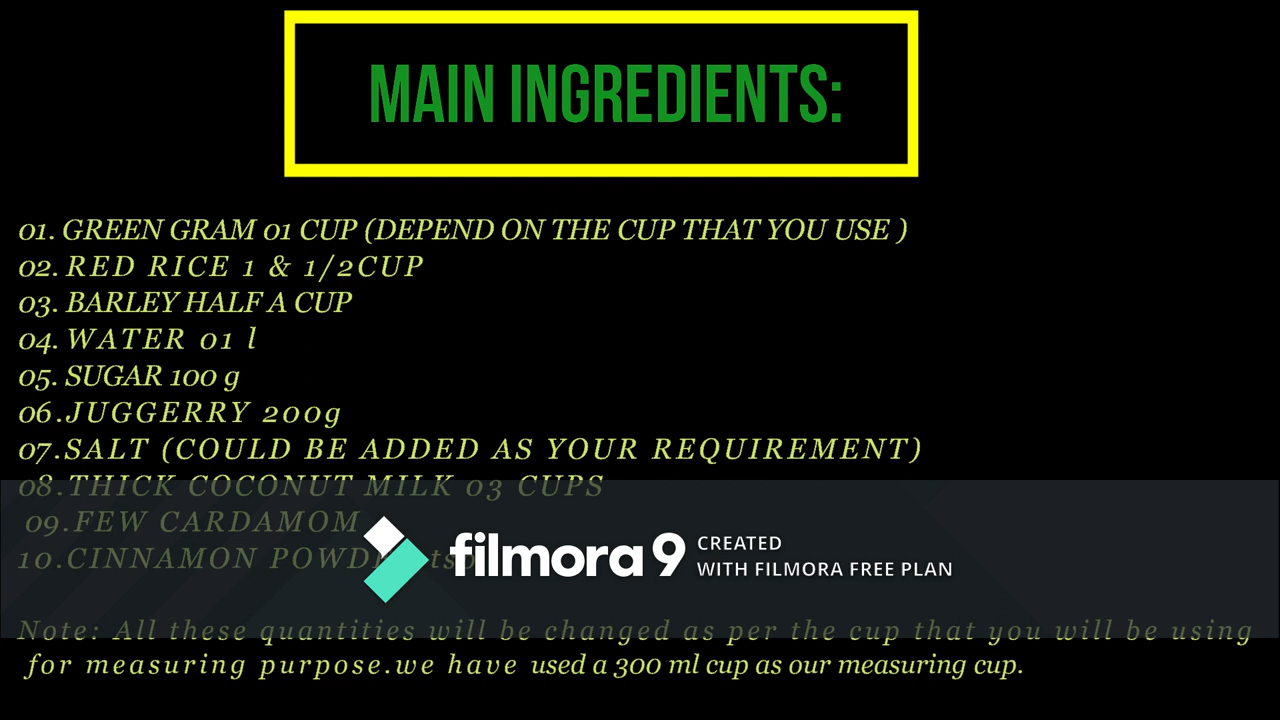 MAIN INGREDIENTS:
01. GREEN GRAM 01 CUP (DEPEND ON THE CUP THAT YOU USE )
02. RED RICE 1 & 1/2CUP
03. BARLEY HALF A CUP
04. WATER 01 l
05. SUGAR 100 g
06.JUGGERRY 200g
07.SALT (COULD BE ADDED AS YOUR REQUIREMENT)
08.THICK COCONUT MILK 03 CUPS
09.FEW CARDAMOM
10.CINNAMON
filmora9 CREATED
WITH FILMORA FREE PLAN
Note: All these quantities will be changed as per the cup that you will be using
for measuring purpose.we have used a 300 ml cup as our measuring cup.